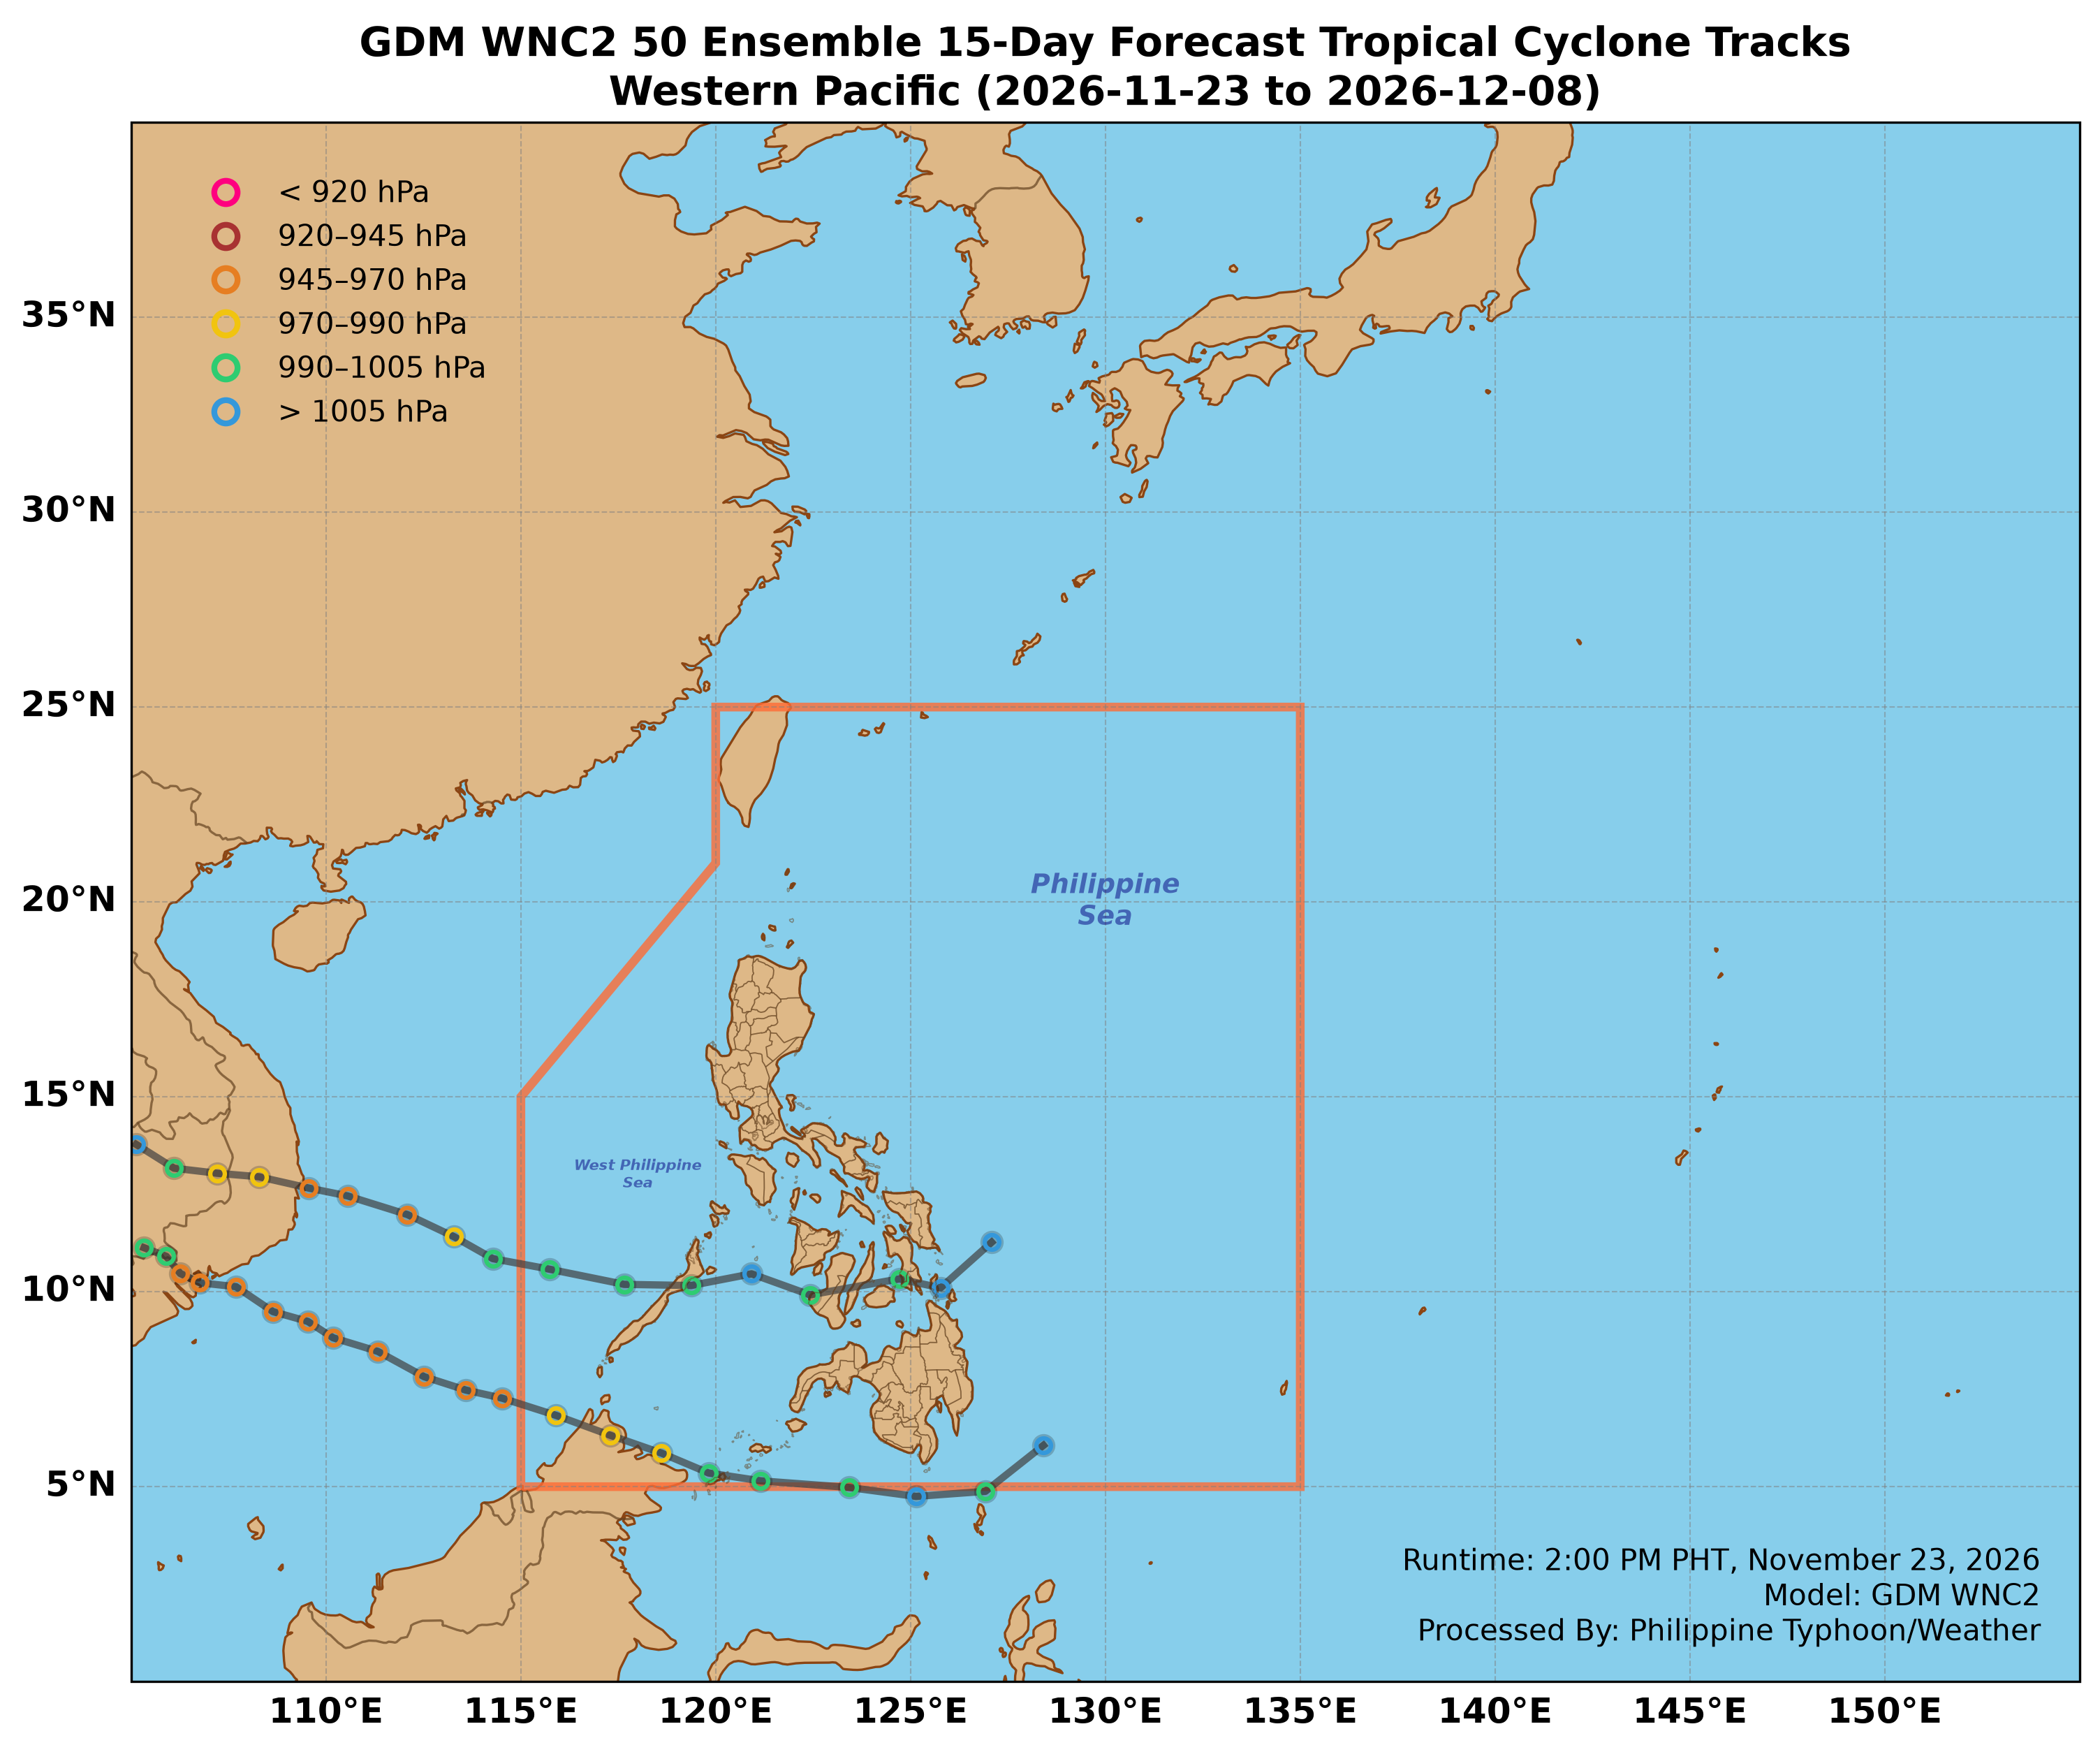 GDM WNC2 50 Ensemble 15-Day Forecast Tropical Cyclone Tracks
Western Pacific (2026-11-23 to 2026-12-08)
< 920 hPa
920–945 hPa
945–970 hPa
970–990 hPa
990–1005 hPa
> 1005 hPa
35°N
30°N
25°N
20°N
15°N
10°N
5°N
Philippine
Sea
West Philippine
Sea
Runtime: 2:00 PM PHT, November 23, 2026
Model: GDM WNC2
Processed By: Philippine Typhoon/Weather
110°E
115°E
120°E
125°E
130°E
135°E
140°E
145°E
150°E